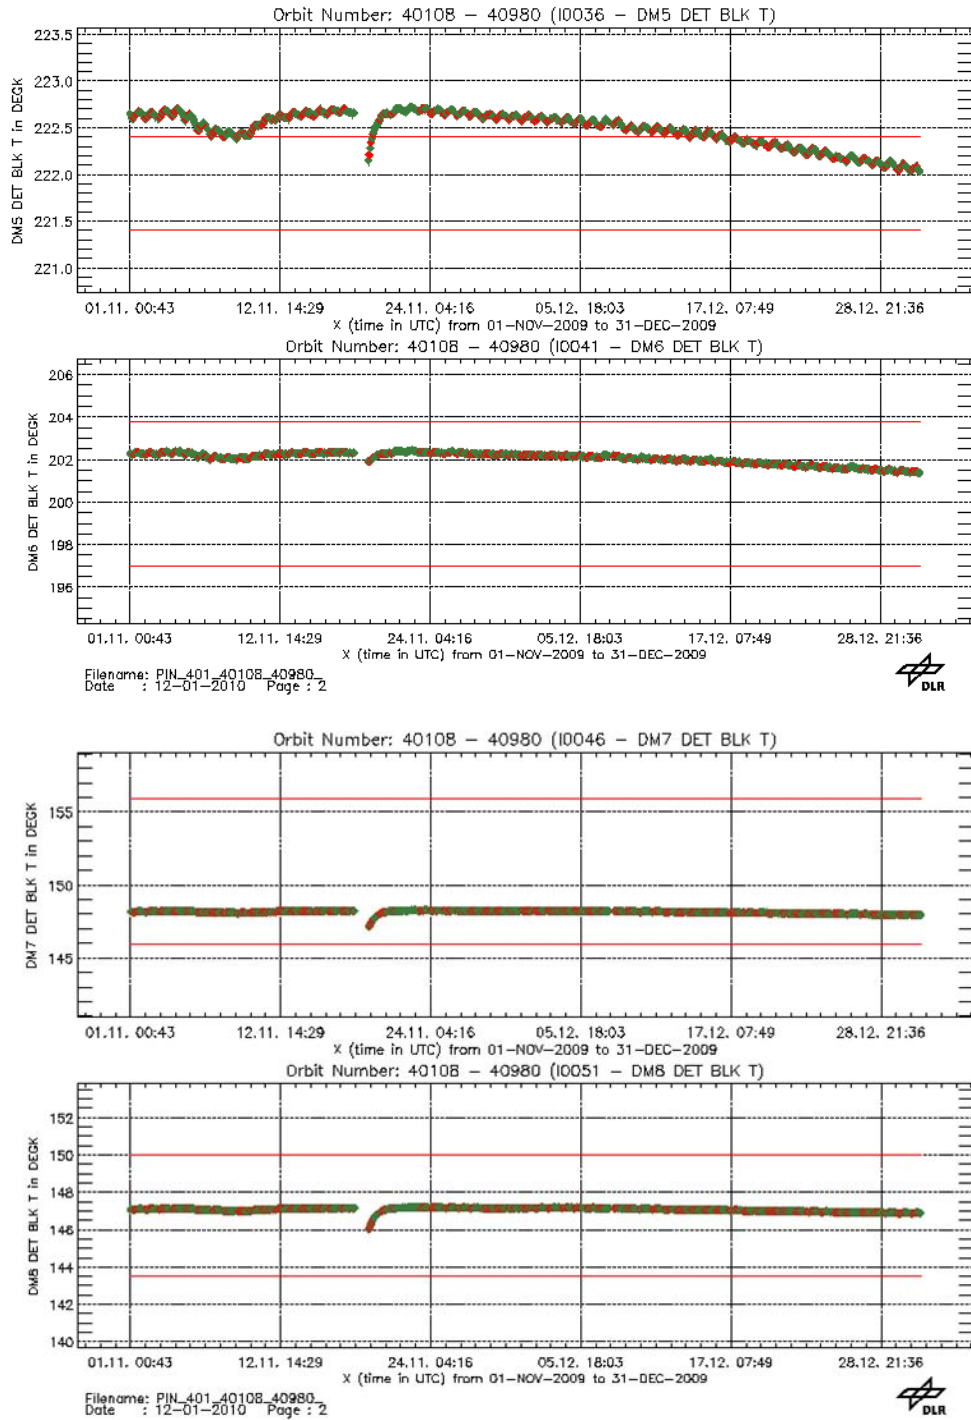 Orbit Number: 40108 – 40980 (I0036 – DM5 DET BLK T)
DM5 DET BLK T in DEGK
223.5
223.0
222.5
222.0
221.5
221.0
01.11. 00:43 12.11. 14:29 24.11. 04:16 05.12. 18:03 17.12. 07:49 28.12. 21:36
X (time in UTC) from 01–NOV–2009 to 31–DEC–2009
Orbit Number: 40108 – 40980 (I0041 – DM6 DET BLK T)
DM6 DET BLK T in DEGK
206
204
202
200
198
196
01.11. 00:43 12.11. 14:29 24.11. 04:16 05.12. 18:03 17.12. 07:49 28.12. 21:36
X (time in UTC) from 01–NOV–2009 to 31–DEC–2009
Filename: PIN_401_40108_40980_
Date : 12–01–2010 Page : 2
DLR
Orbit Number: 40108 – 40980 (I0046 – DM7 DET BLK T)
DM7 DET BLK T in DEGK
155
150
145
01.11. 00:43 12.11. 14:29 24.11. 04:16 05.12. 18:03 17.12. 07:49 28.12. 21:36
X (time in UTC) from 01–NOV–2009 to 31–DEC–2009
Orbit Number: 40108 – 40980 (I0051 – DM8 DET BLK T)
DM8 DET BLK T in DEGK
152
150
148
146
144
142
140
01.11. 00:43 12.11. 14:29 24.11. 04:16 05.12. 18:03 17.12. 07:49 28.12. 21:36
X (time in UTC) from 01–NOV–2009 to 31–DEC–2009
Filename: PIN_401_40108_40980_
Date : 12–01–2010 Page : 2
DLR